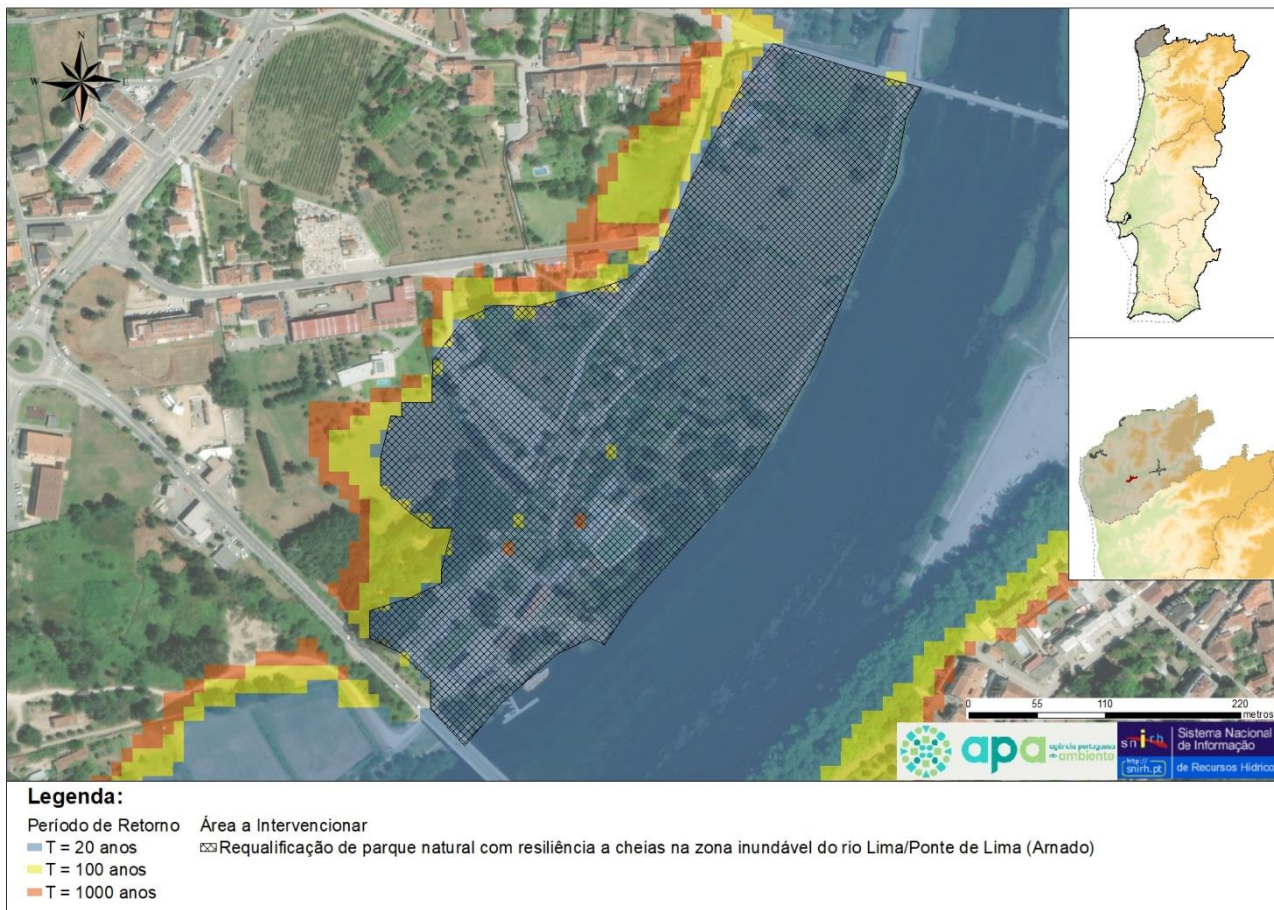 N
W E
S
0 55 110 220
metros
apa agência portuguesa
do ambiente
snirh Sistema Nacional
de Informação
http://
snirh.pt de Recursos Hídricos
Legenda:
Período de Retorno Área a Intervencionar
T = 20 anos Requalificação de parque natural com resiliência a cheias na zona inundável do rio Lima/Ponte de Lima (Arnado)
T = 100 anos
T = 1000 anos